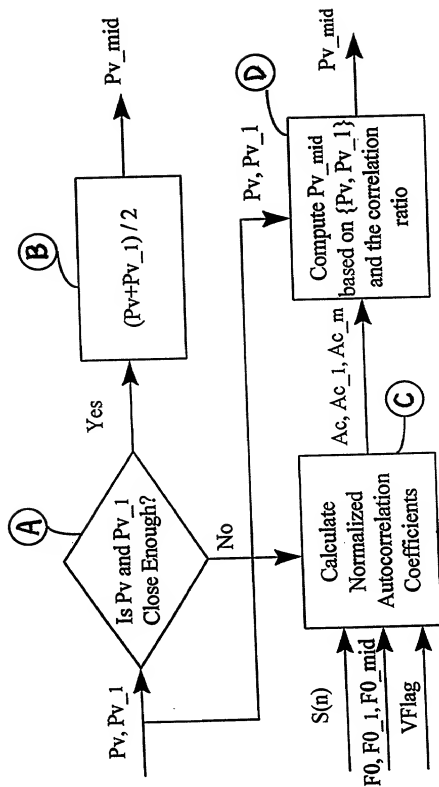 Pv, Pv_1
A
Is Pv and Pv_1
Close Enough?
Yes
No
B
(Pv+Pv_1) / 2
Pv_mid
S(n)
F0, F0_1, F0_mid
VFlag
Calculate
Normalized
Autocorrelation
Coefficients
C
Ac, Ac_1, Ac_m
Pv, Pv_1
D
Compute Pv_mid
based on {Pv, Pv_1}
and the correlation
ratio
Pv_mid